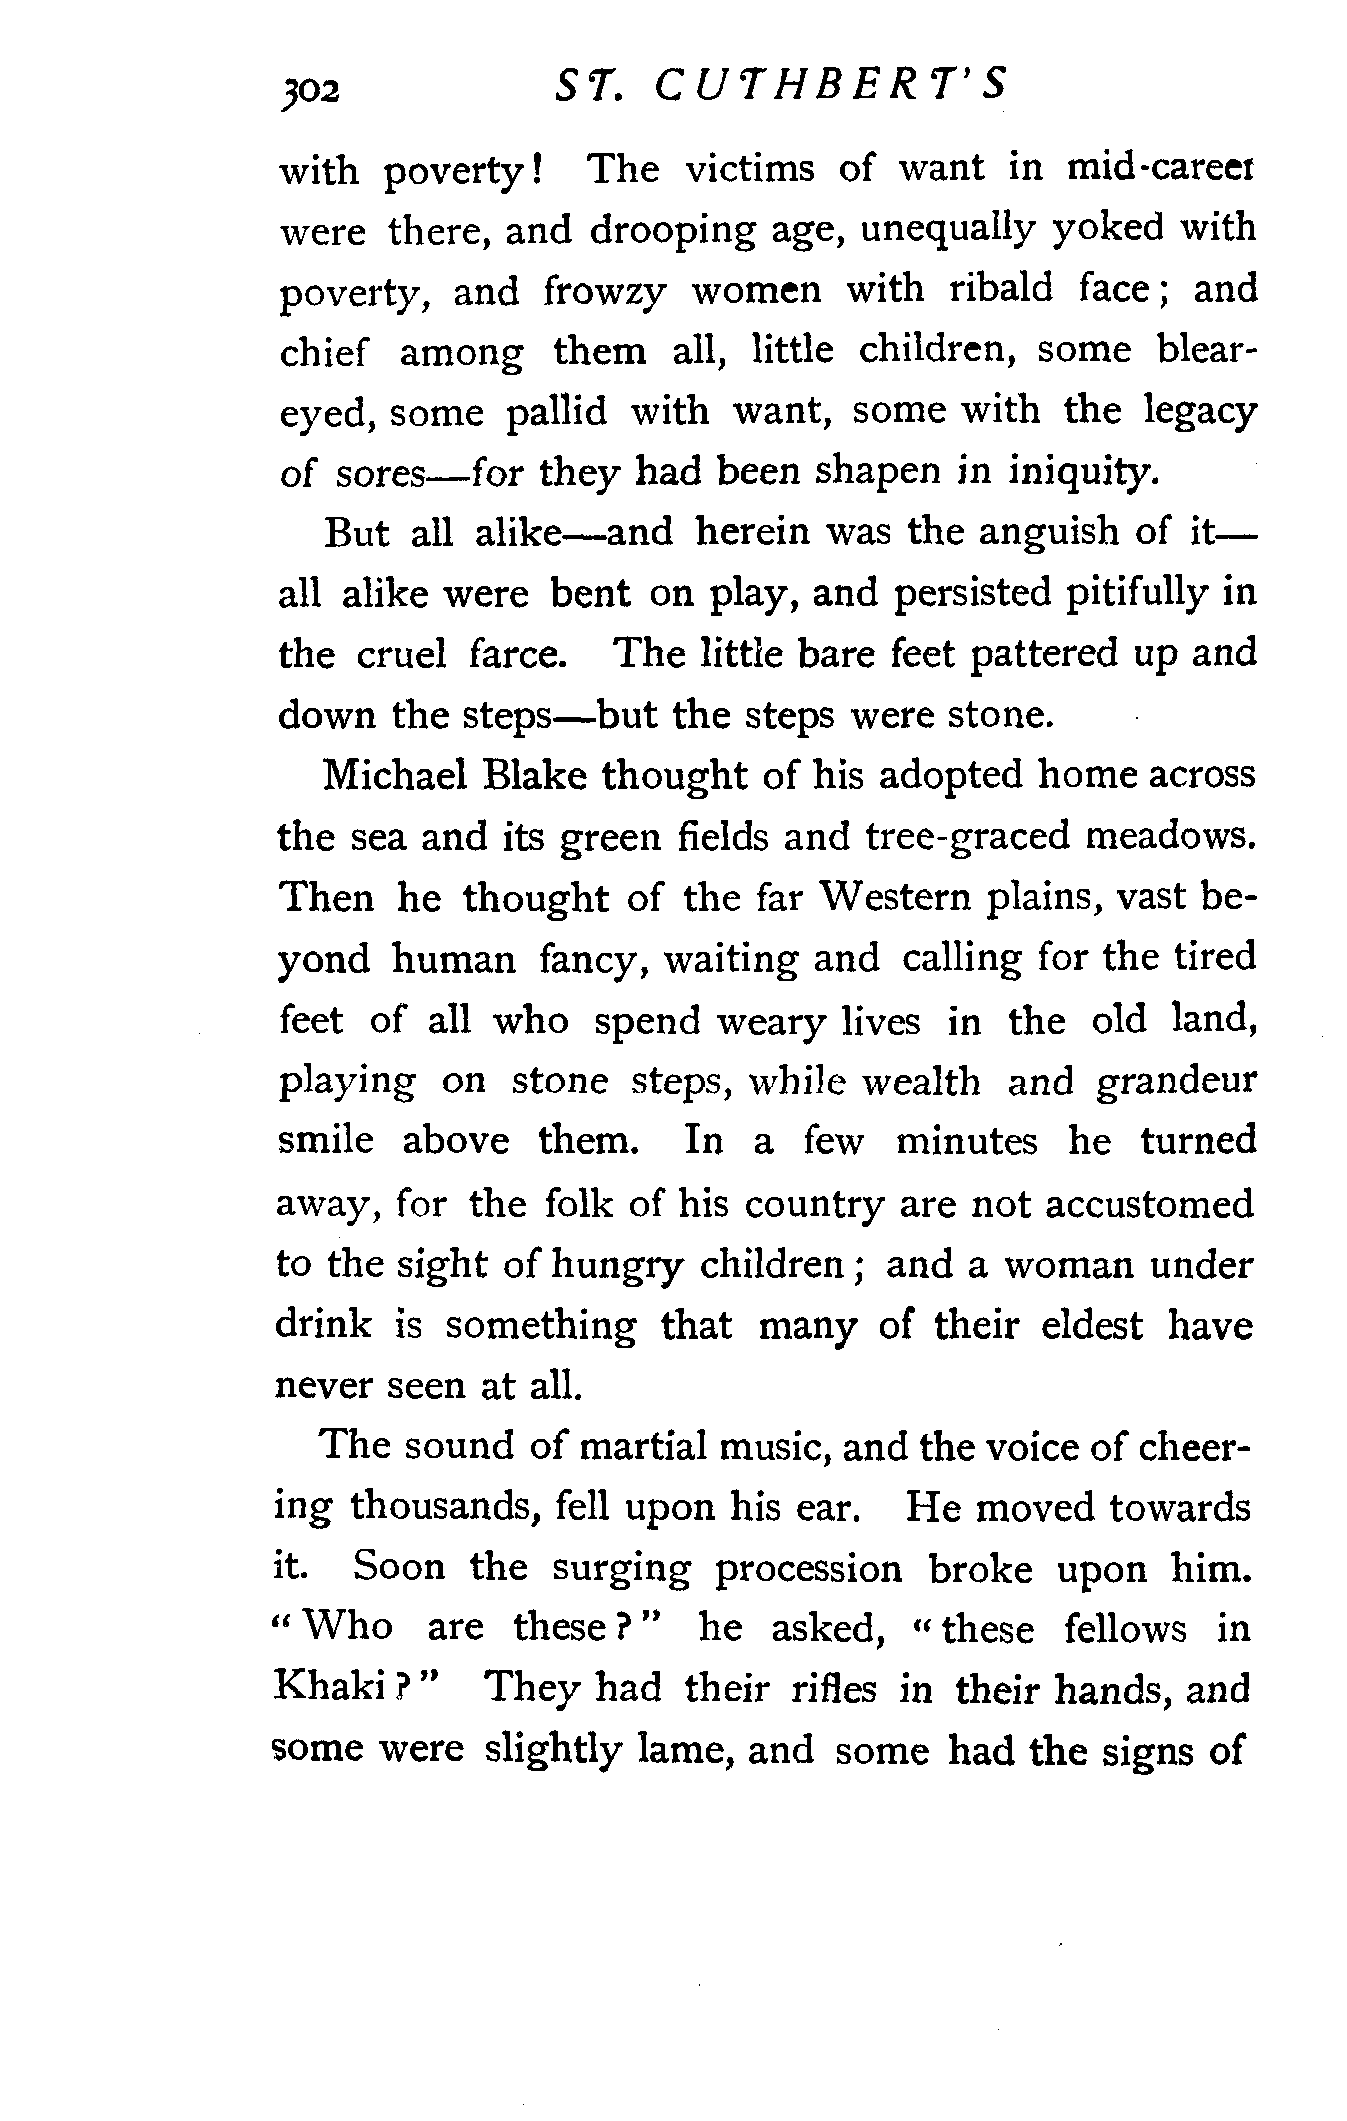 302 ST. CUTHBERT'S
with poverty! The victims of want in mid-career
were there, and drooping age, unequally yoked with
poverty, and frowzy women with ribald face; and
chief among them all, little children, some blear-
eyed, some pallid with want, some with the legacy
of sores—for they had been shapen in iniquity.
But all alike—and herein was the anguish of it—
all alike were bent on play, and persisted pitifully in
the cruel farce. The little bare feet pattered up and
down the steps—but the steps were stone.
Michael Blake thought of his adopted home across
the sea and its green fields and tree-graced meadows.
Then he thought of the far Western plains, vast be-
yond human fancy, waiting and calling for the tired
feet of all who spend weary lives in the old land,
playing on stone steps, while wealth and grandeur
smile above them. In a few minutes he turned
away, for the folk of his country are not accustomed
to the sight of hungry children; and a woman under
drink is something that many of their eldest have
never seen at all.
The sound of martial music, and the voice of cheer-
ing thousands, fell upon his ear. He moved towards
it. Soon the surging procession broke upon him.
"Who are these?" he asked, "these fellows in
Khaki?" They had their rifles in their hands, and
some were slightly lame, and some had the signs of